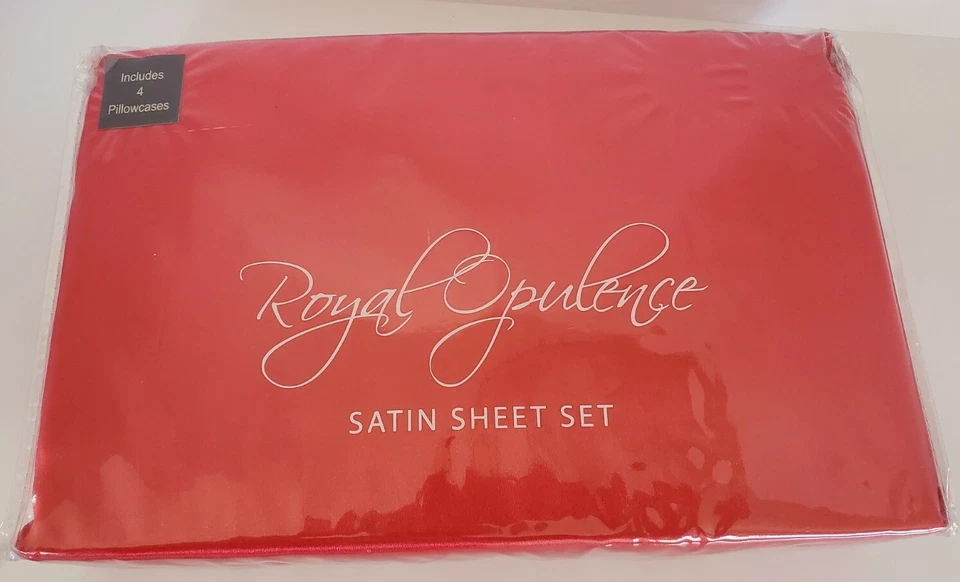 Includes
4
Pillowcases
Royal Opulence
SATIN SHEET SET